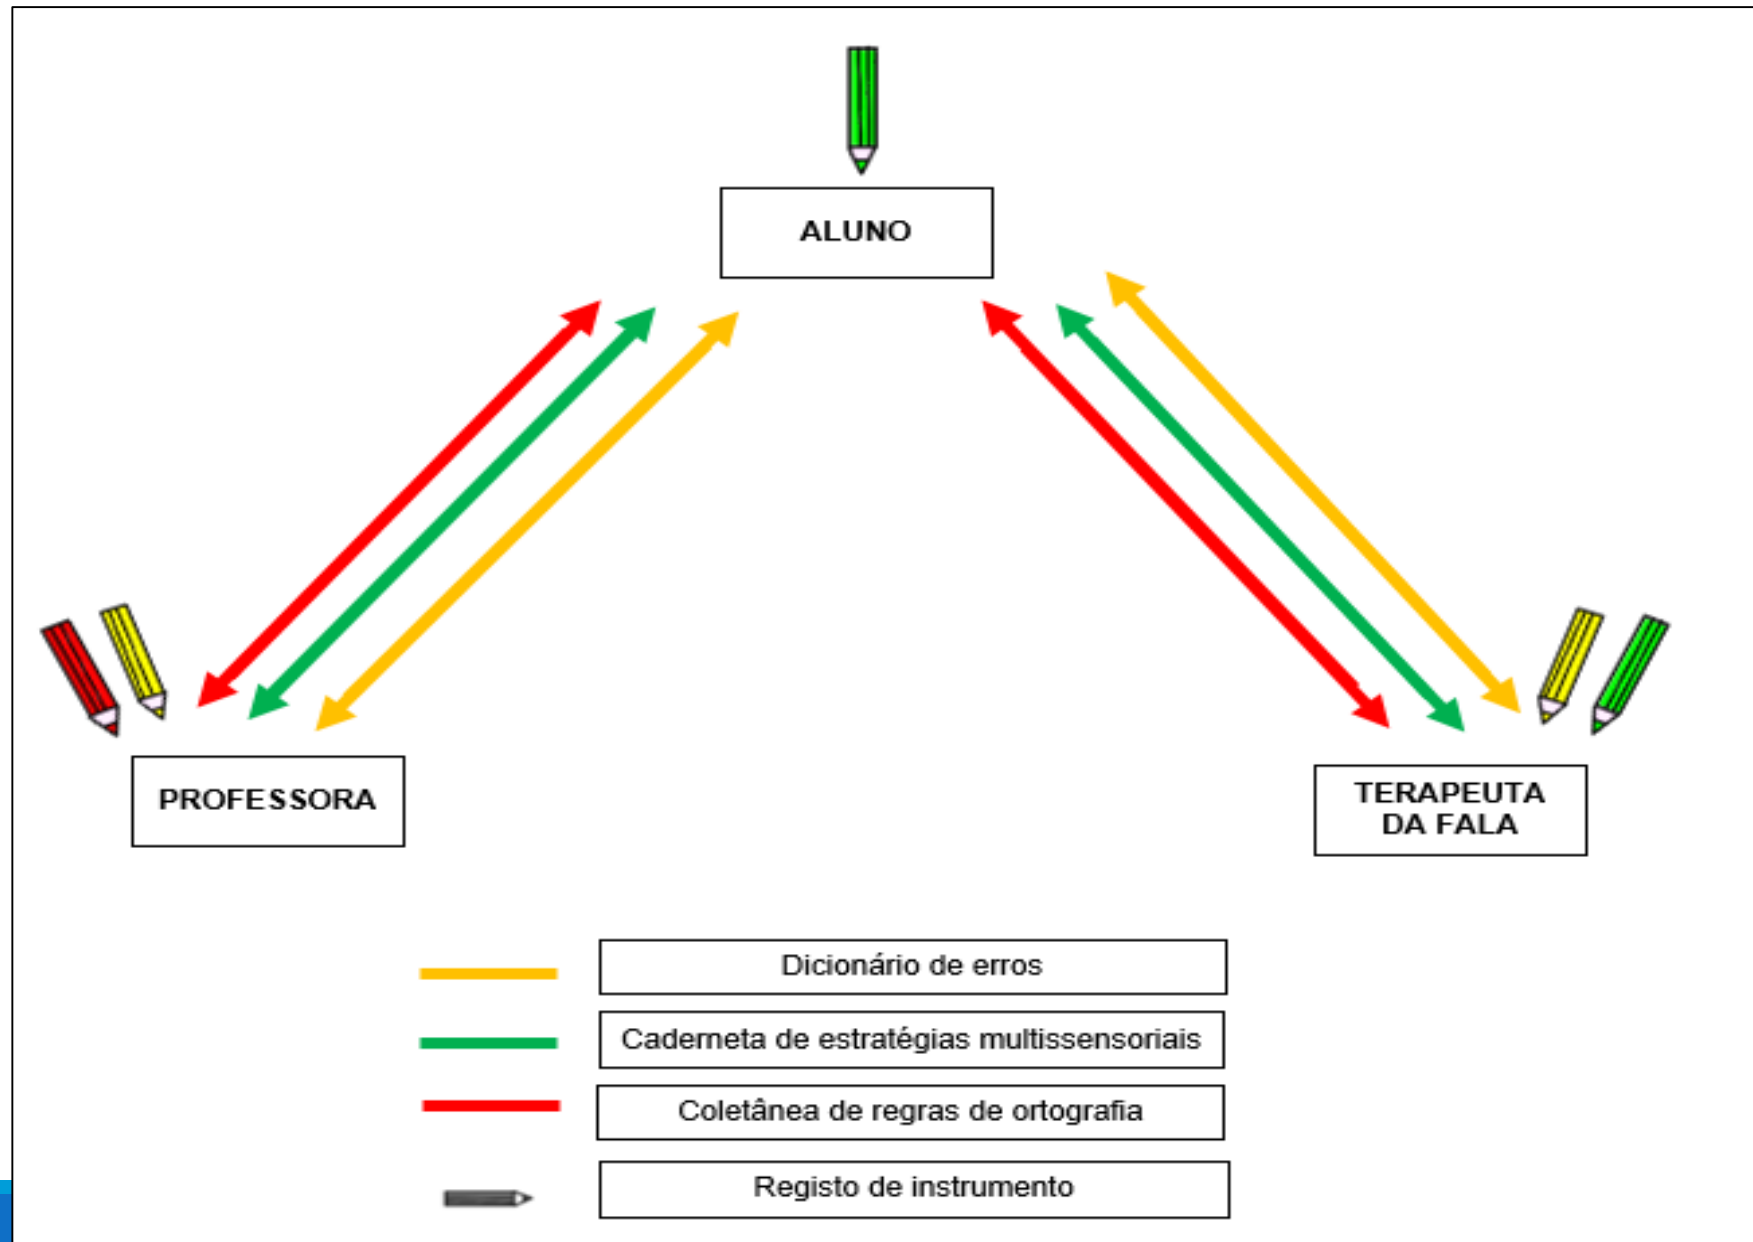 ALUNO
PROFESSORA
TERAPEUTA
DA FALA
Dicionário de erros
Caderneta de estratégias multissensoriais
Coletânea de regras de ortografia
Registo de instrumento